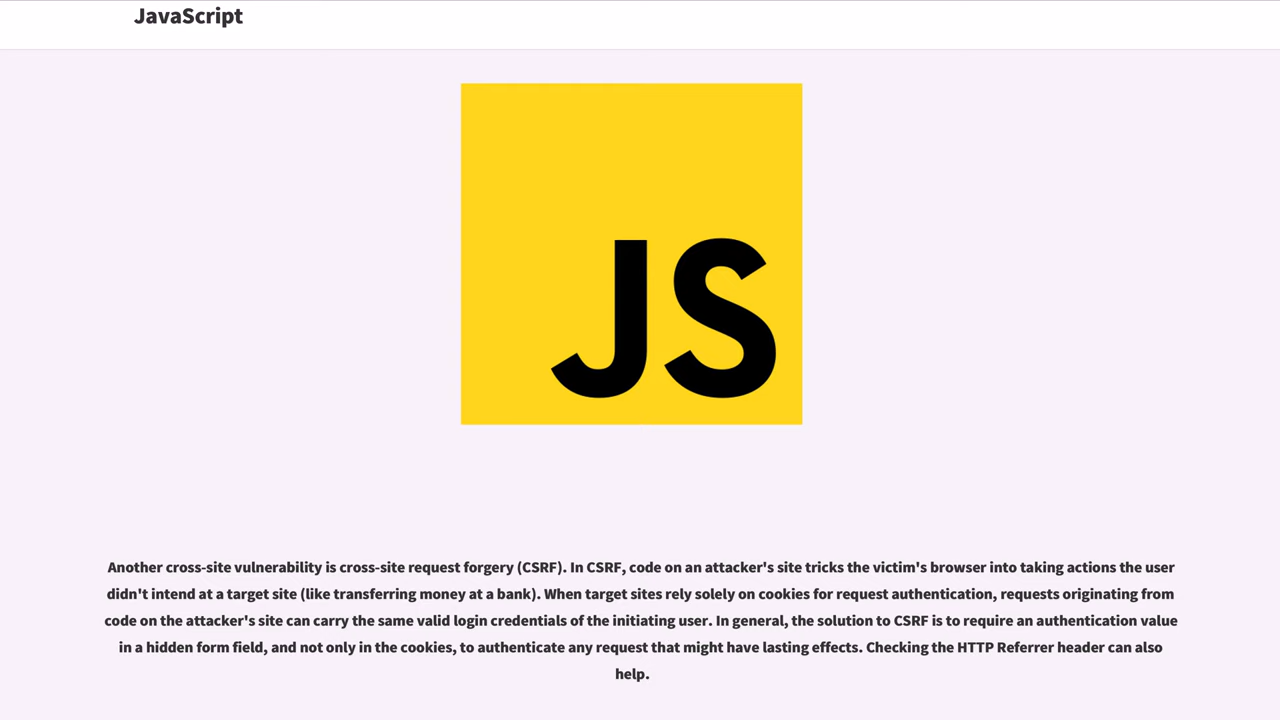 JavaScript
JS
Another cross-site vulnerability is cross-site request forgery (CSRF). In CSRF, code on an attacker's site tricks the victim's browser into taking actions the user
didn't intend at a target site (like transferring money at a bank). When target sites rely solely on cookies for request authentication, requests originating from
code on the attacker's site can carry the same valid login credentials of the initiating user. In general, the solution to CSRF is to require an authentication value
in a hidden form field, and not only in the cookies, to authenticate any request that might have lasting effects. Checking the HTTP Referrer header can also
help.